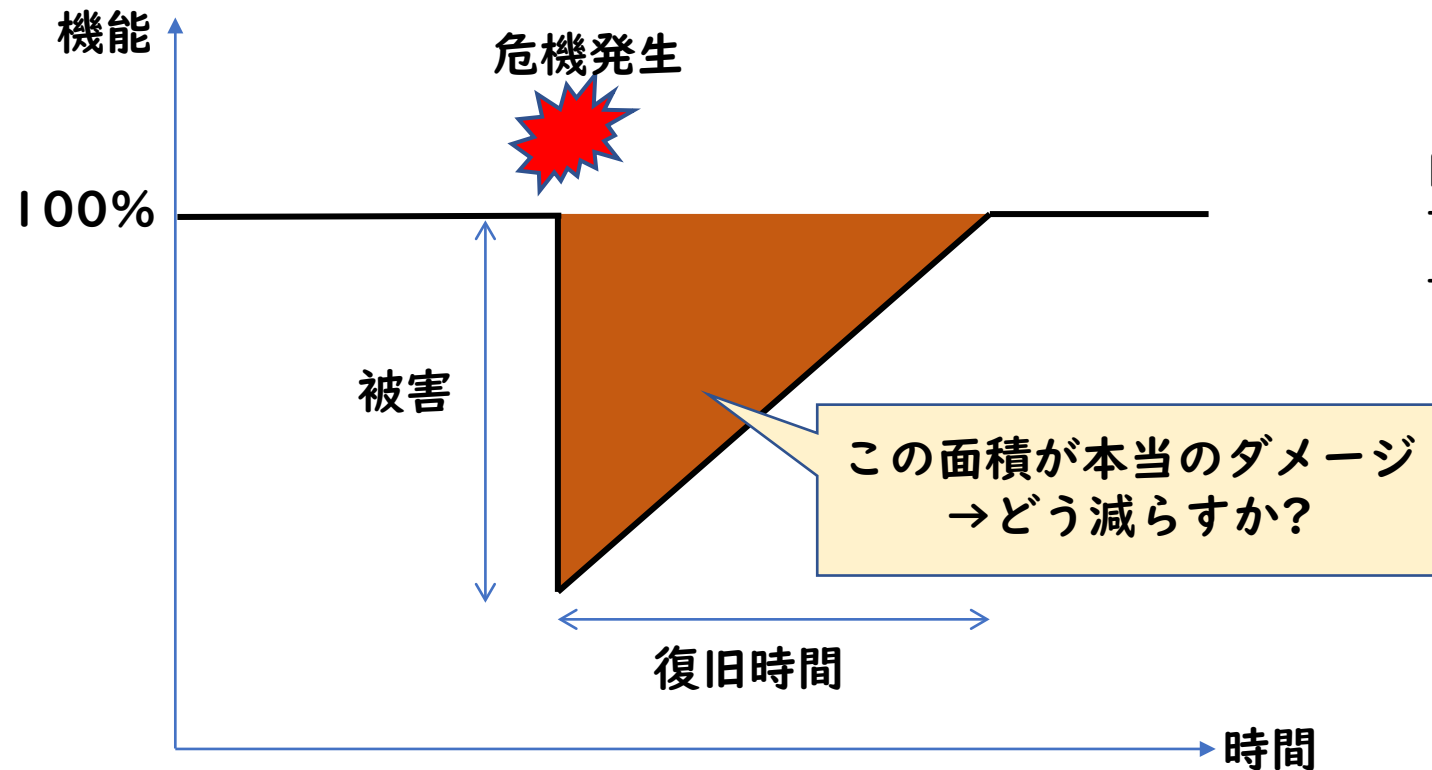 機能
危機発生
100%
被害
この面積が本当のダメージ
→どう減らすか?
復旧時間
時間